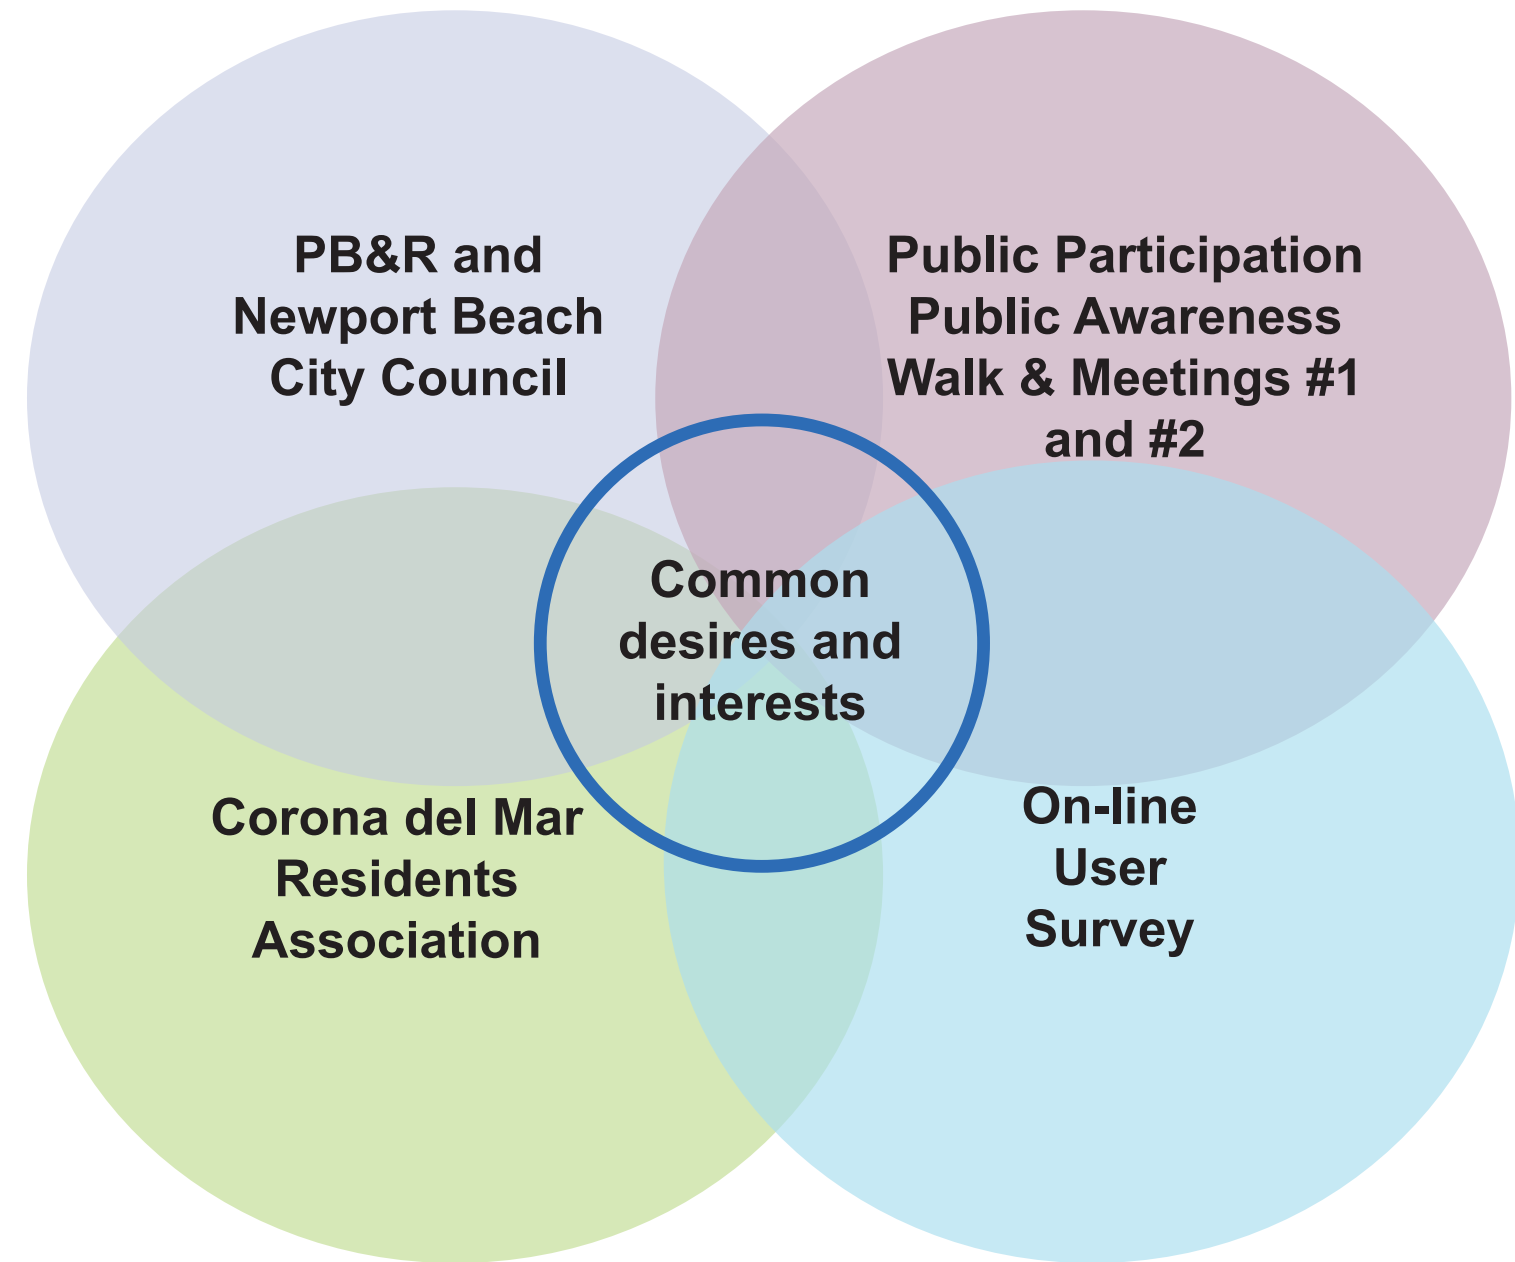 PB&R and
Newport Beach
City Council
Public Participation
Public Awareness
Walk & Meetings #1
and #2
Common
desires and
interests
Corona del Mar
Residents
Association
On-line
User
Survey